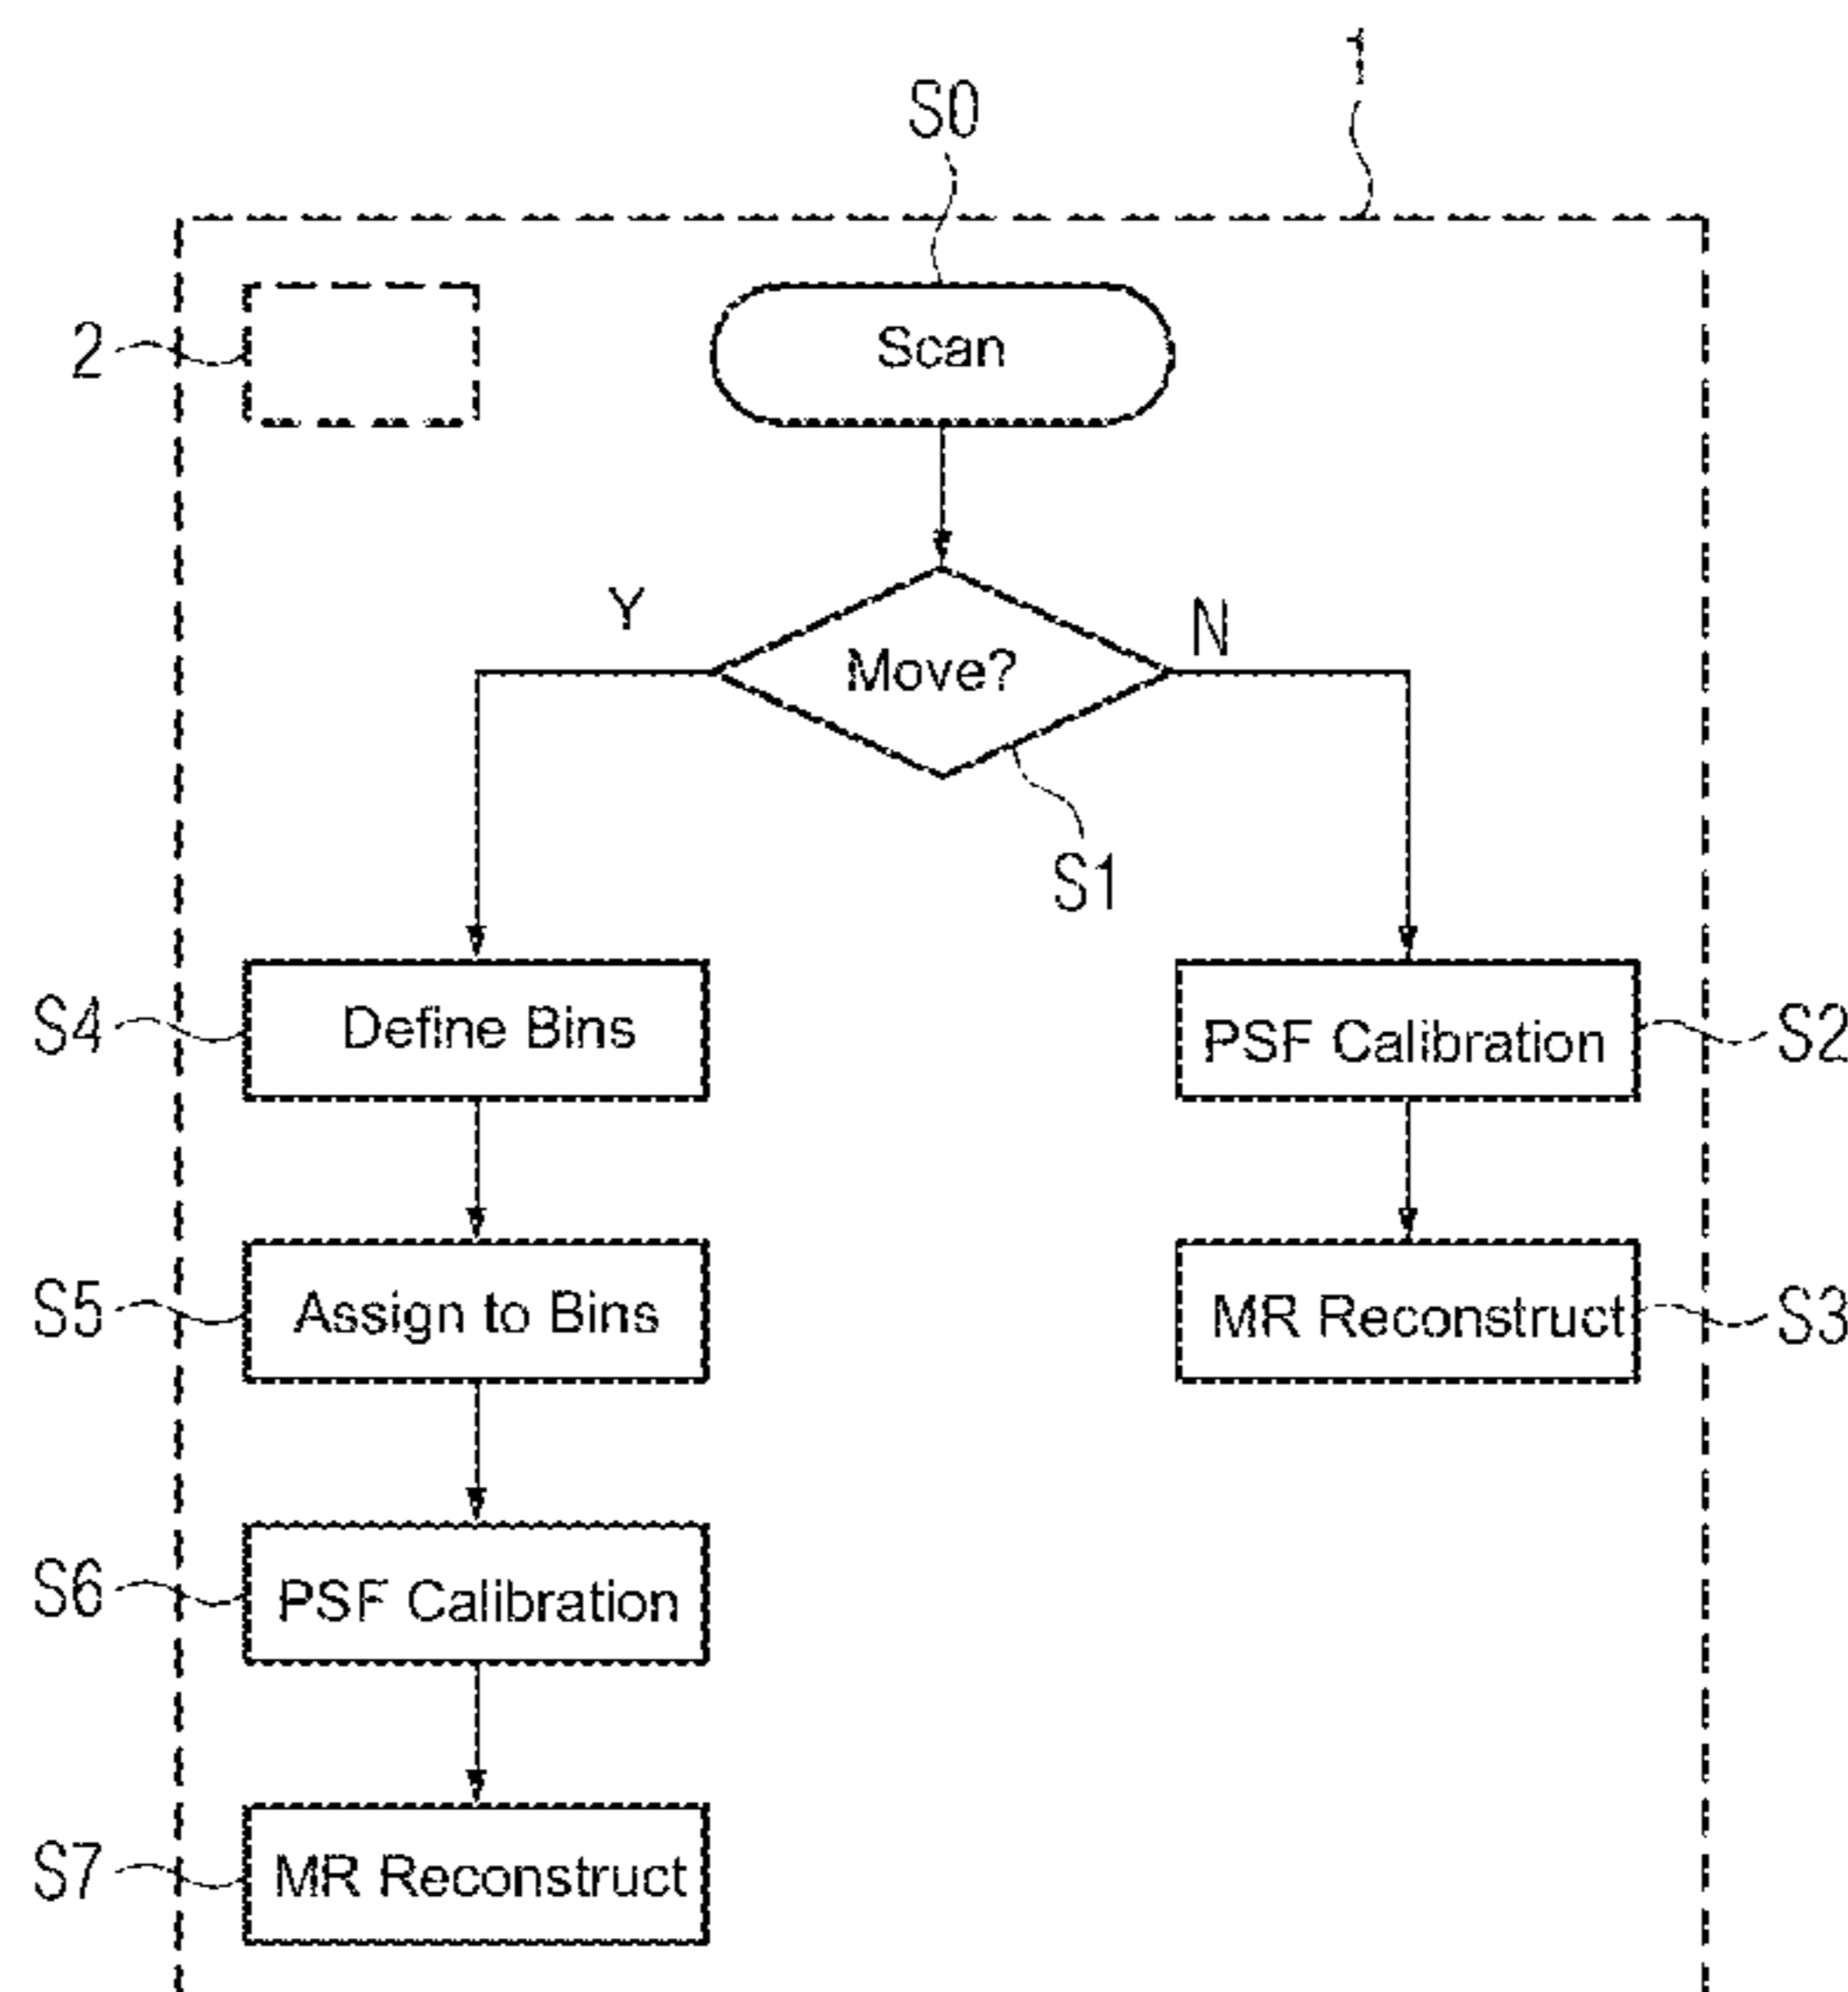 1
S0
2
Scan
Y
N
Move?
S1
S4
Define Bins
PSF Calibration
S2
S5
Assign to Bins
MR Reconstruct
S3
S6
PSF Calibration
S7
MR Reconstruct